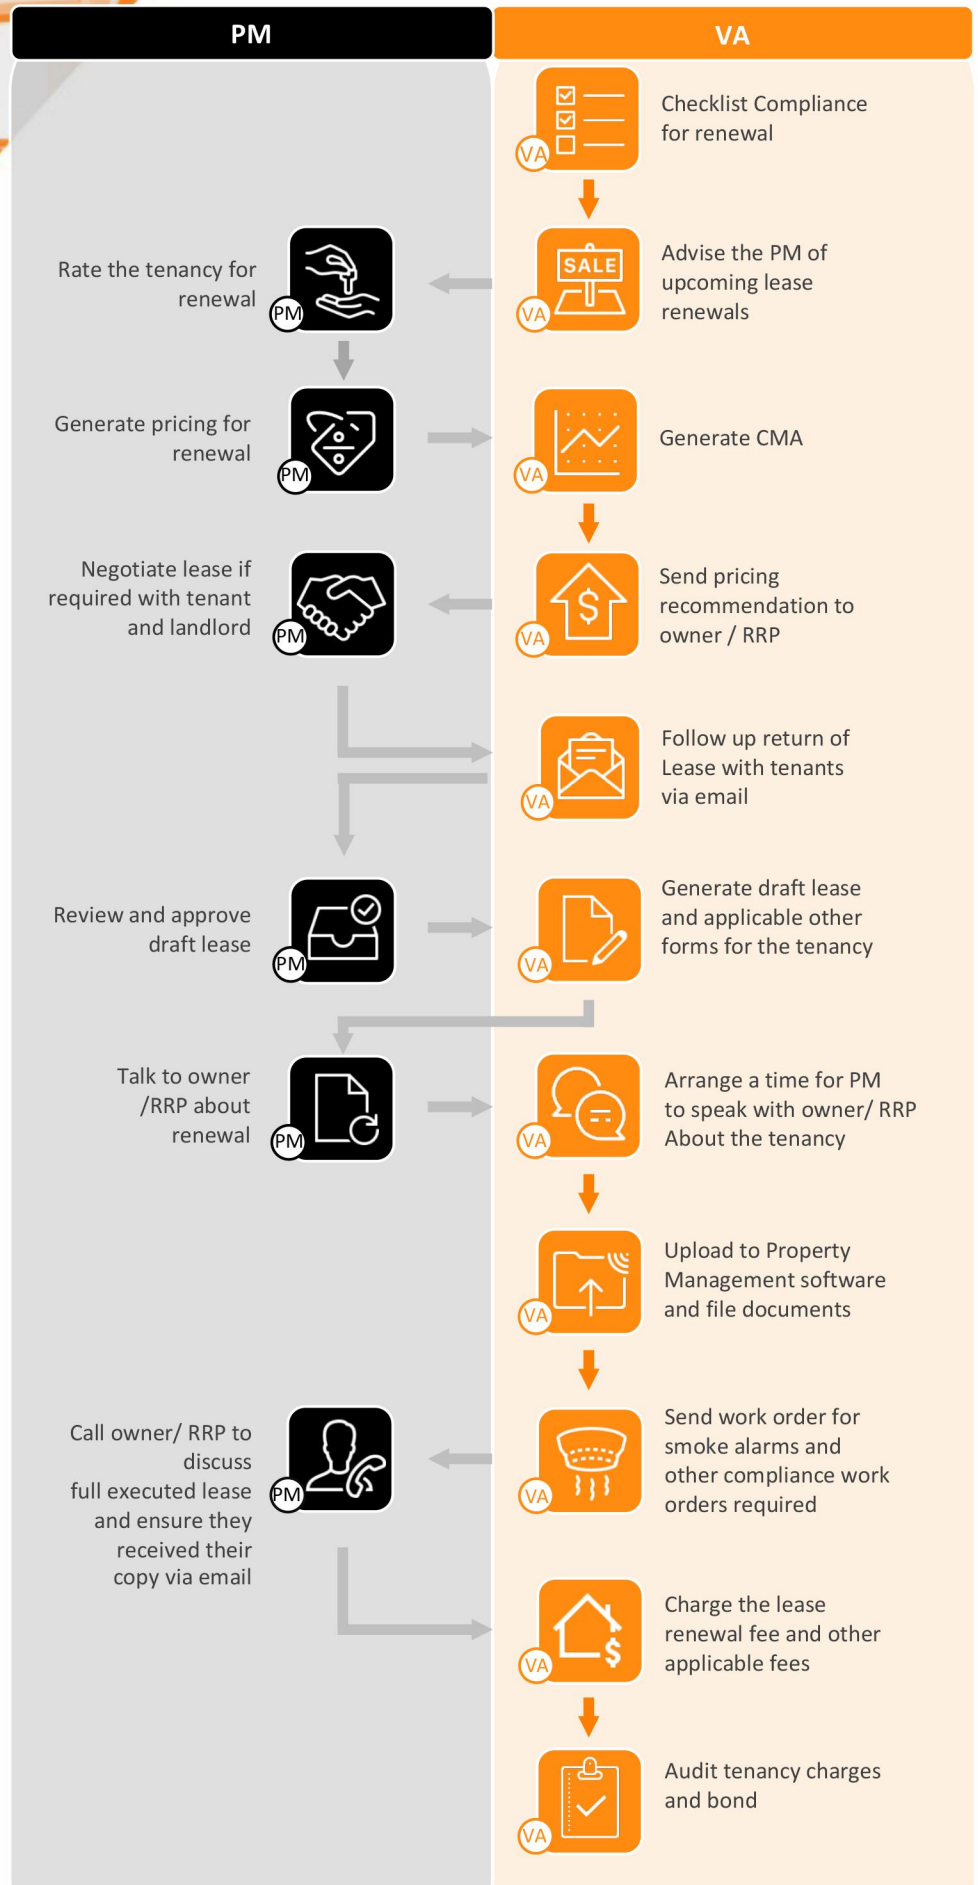 PM
VA
Checklist Compliance
for renewal
VA
Rate the tenancy for
renewal
PM
SALE
VA
Advise the PM of
upcoming lease
renewals
Generate pricing for
renewal
PM
VA
Generate CMA
Negotiate lease if
required with tenant
and landlord
PM
$
VA
Send pricing
recommendation to
owner / RRP
VA
Follow up return of
Lease with tenants
via email
Review and approve
draft lease
PM
VA
Generate draft lease
and applicable other
forms for the tenancy
Talk to owner
/RRP about
renewal
PM
VA
Arrange a time for PM
to speak with owner/ RRP
About the tenancy
VA
Upload to Property
Management software
and file documents
Call owner/ RRP to
discuss
full executed lease
and ensure they
received their
copy via email
PM
VA
Send work order for
smoke alarms and
other compliance work
orders required
$
VA
Charge the lease
renewal fee and other
applicable fees
VA
Audit tenancy charges
and bond